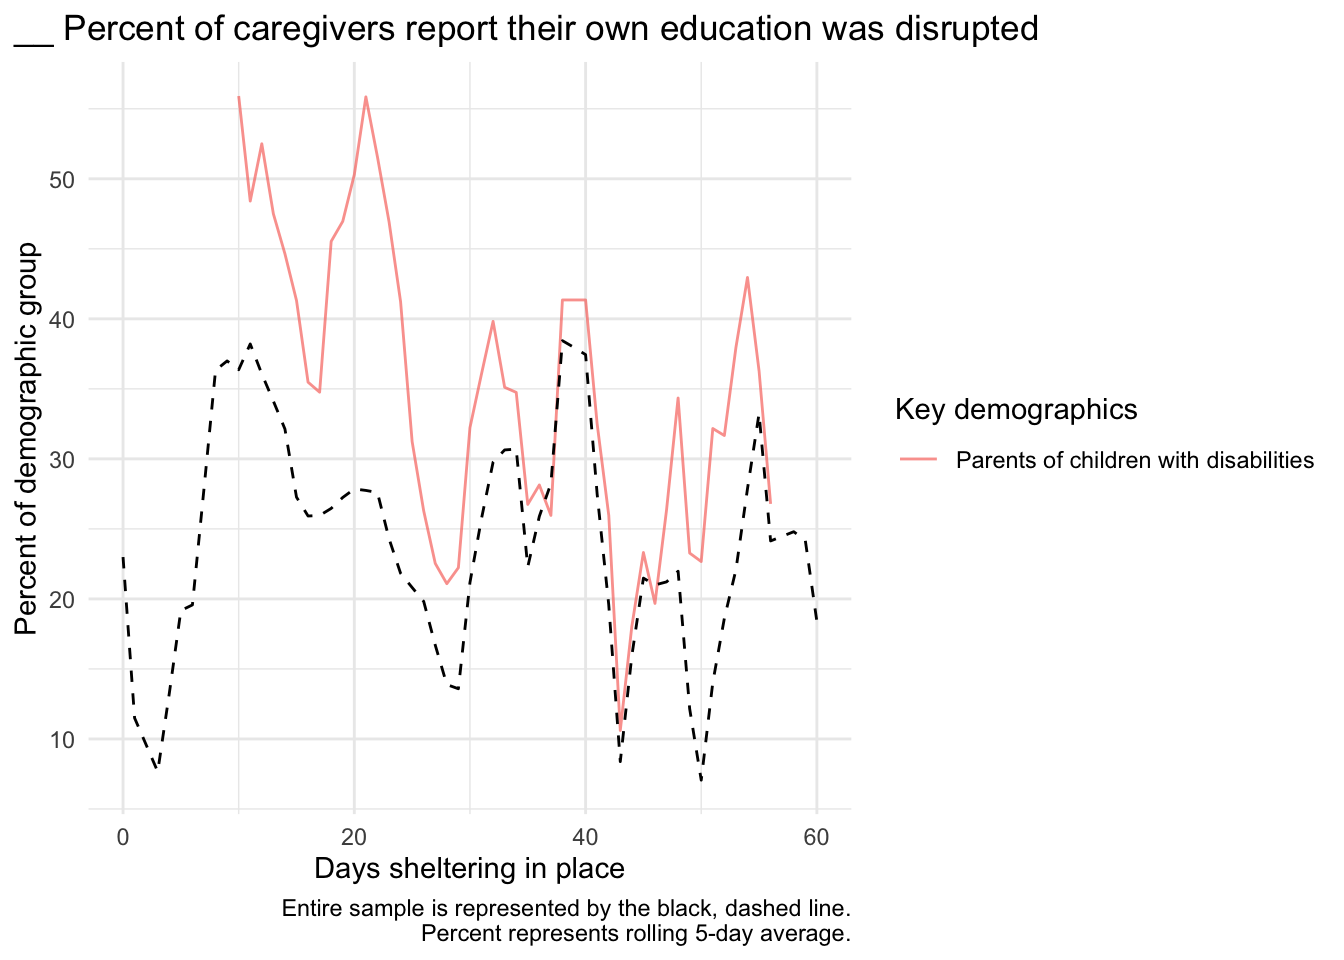 __ Percent of caregivers report their own education was disrupted
Percent of demographic group
50
40
30
20
10
0
20
40
60
Days sheltering in place
Key demographics
Parents of children with disabilities
Entire sample is represented by the black, dashed line.
Percent represents rolling 5-day average.